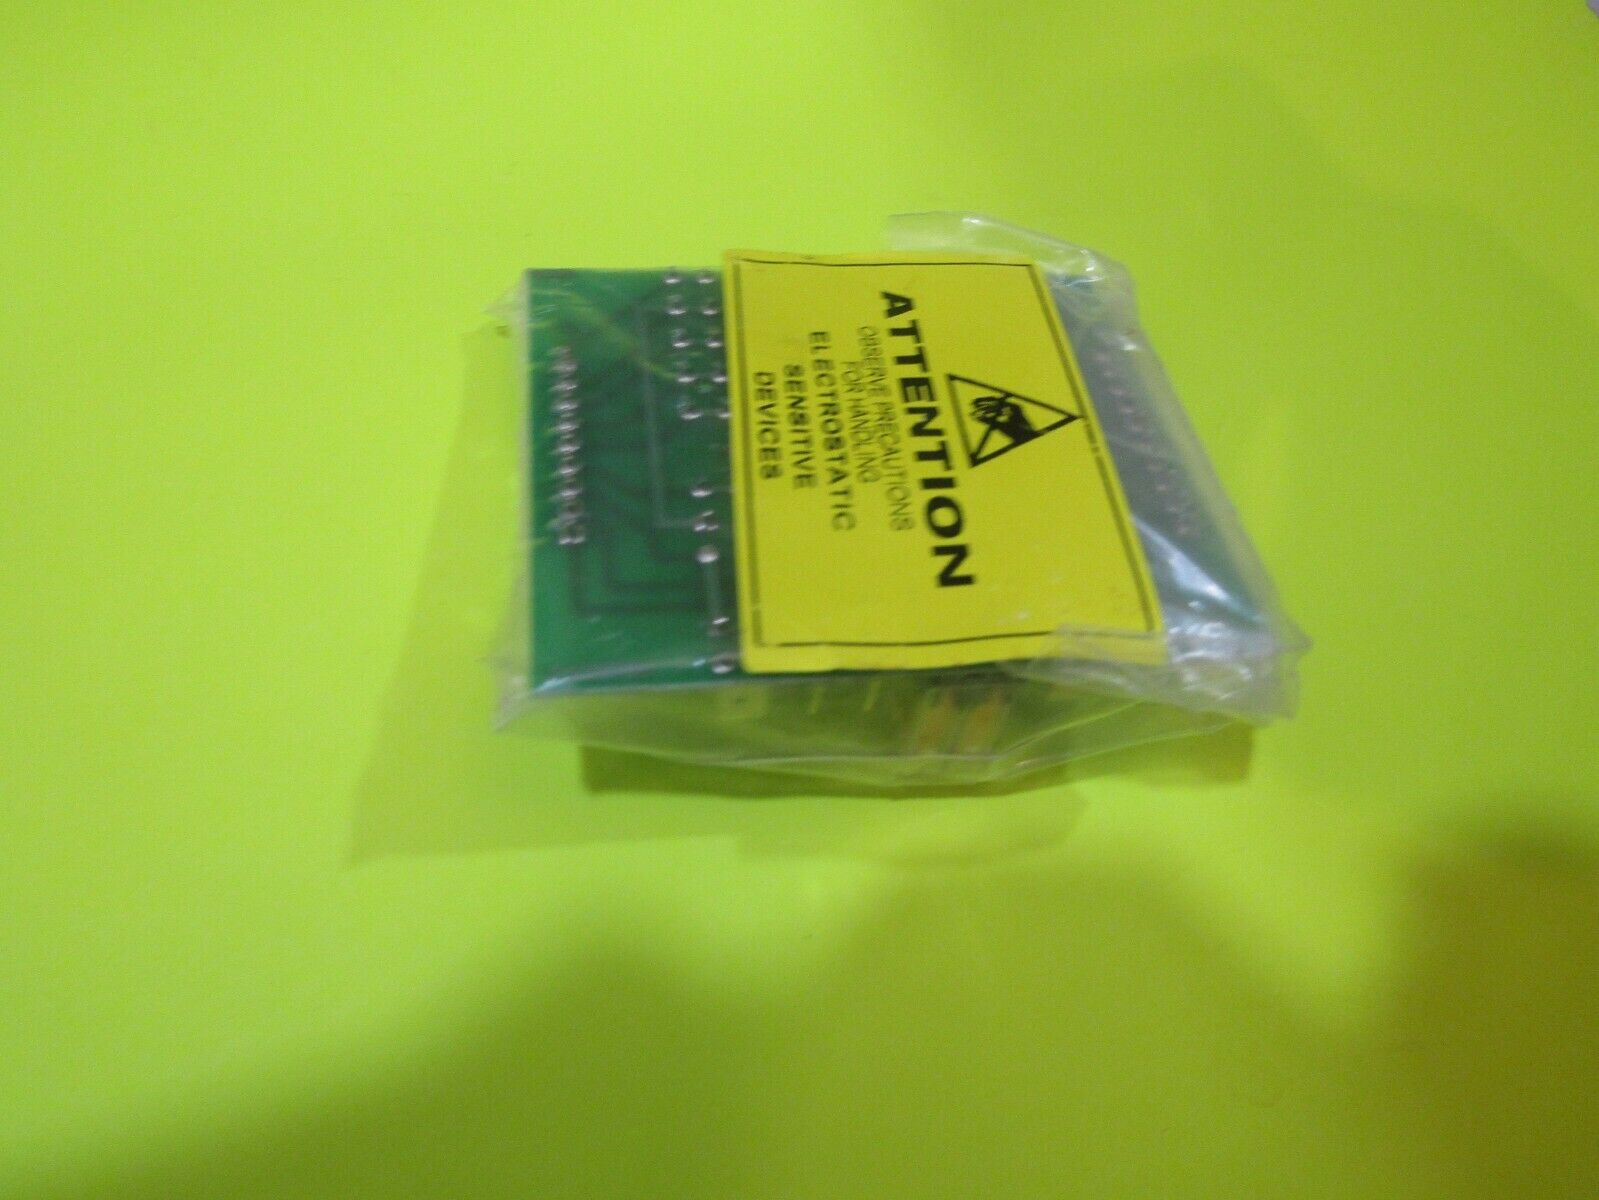 ATTENTION
OBSERVE PRECAUTIONS
FOR HANDLING
ELECTROSTATIC
SENSITIVE
DEVICES